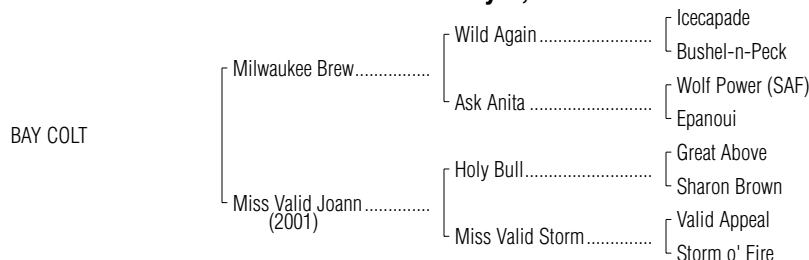 Icecapade
Wild Again
Bushel-n-Peck
Milwaukee Brew
Wolf Power (SAF)
Ask Anita
Epanoui
BAY COLT
Great Above
Holy Bull
Sharon Brown
Miss Valid Joann
(2001)
Valid Appeal
Miss Valid Storm
Storm o' Fire